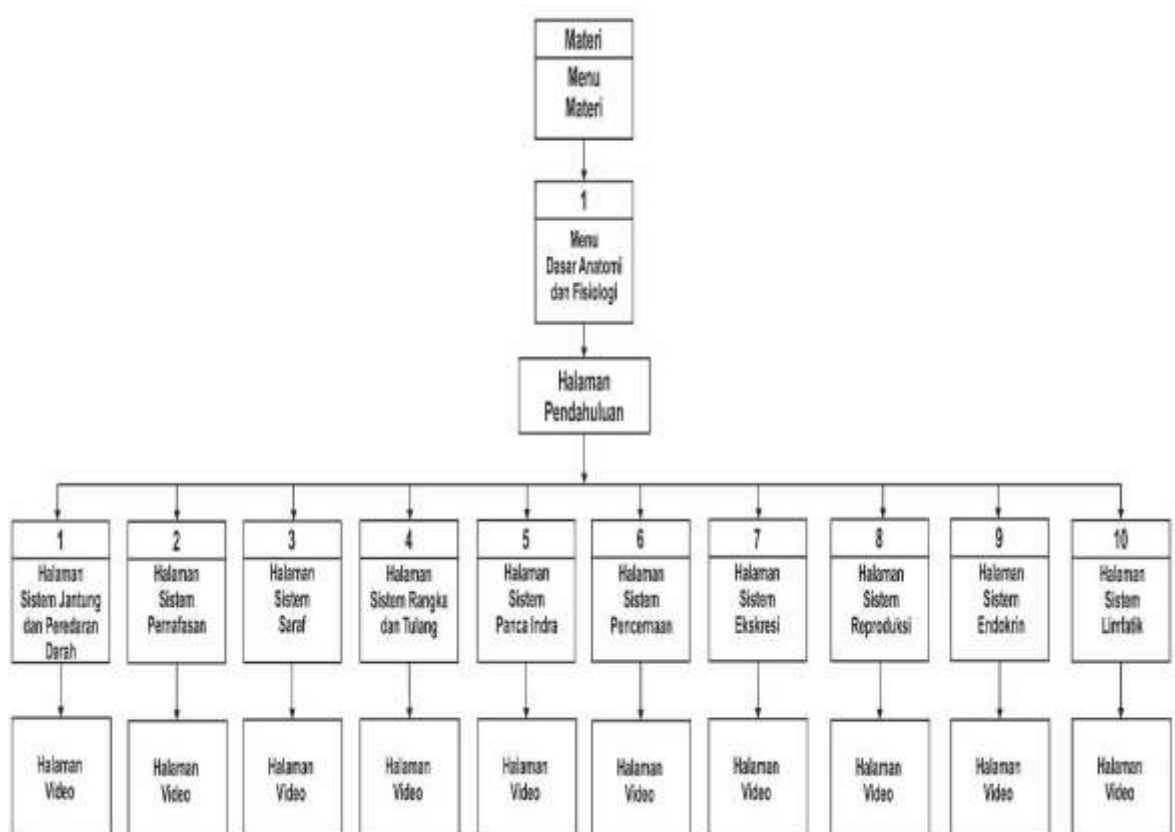 Materi
Menu
Materi
1
Menu
Dasar Anatomi
dan Fisiologi
Halaman
Pendahuluan
1
Halaman
Sistem Jantung
dan Peredaran
Darah
2
Halaman
Sistem
Pernafasan
3
Halaman
Sistem
Saraf
4
Halaman
Sistem Rangka
dan Tulang
5
Halaman
Sistem
Panca Indra
6
Halaman
Sistem
Pencernaan
7
Halaman
Sistem
Ekskresi
8
Halaman
Sistem
Reproduksi
9
Halaman
Sistem
Endokrin
10
Halaman
Sistem
Limfatik
Halaman
Video
Halaman
Video
Halaman
Video
Halaman
Video
Halaman
Video
Halaman
Video
Halaman
Video
Halaman
Video
Halaman
Video
Halaman
Video